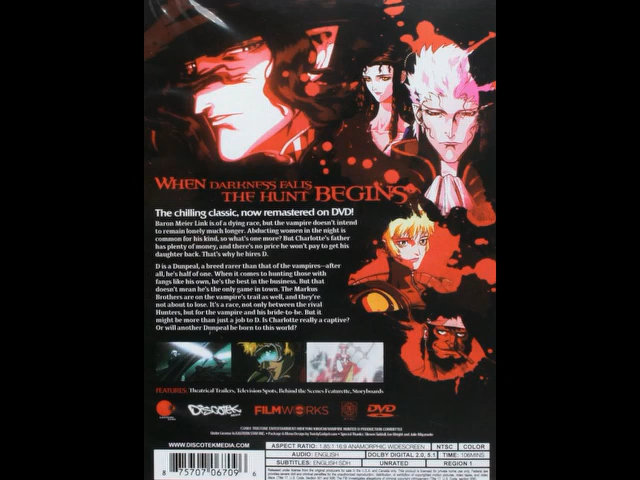 WHEN DARKNESS FALLS
THE HUNT BEGINS
The chilling classic, now remastered on DVD!
Baron Meier Link is of a dying race, but the vampire doesn't intend
to remain lonely much longer. Abducting women in the night is
common for his kind, so what's one more? But Charlotte's father
has plenty of money, and there's no price he won't pay to get his
daughter back. That's why he hires D.
D is a Dunpeal, a breed rarer than that of the vampires—after
all, he's half of one. When it comes to hunting those with
fangs like his own, he's the best in the business. But that
doesn't mean he's the only game in town. The Markus
Brothers are on the vampire's trail as well, and they're
not about to lose. It's a race, not only between the rival
Hunters, but for the vampire and his bride-to-be. But it
might be more than just a job to D. Is Charlotte really a captive?
Or will another Dunpeal be born to this world?
FEATURES: Theatrical Trailers, Television Spots, Behind the Scenes Featurette, Storyboards
DISCOTEK FILMWORKS DVD
WWW.DISCOTEKMEDIA.COM
ASPECT RATIO: 1.85:1 16:9 ANAMORPHIC WIDESCREEN NTSC COLOR
AUDIO: ENGLISH DOLBY DIGITAL 2.0, 5.1 TIME: 106MINS
SUBTITLES: ENGLISH SDH UNRATED REGION 1
8 75707 06709 6